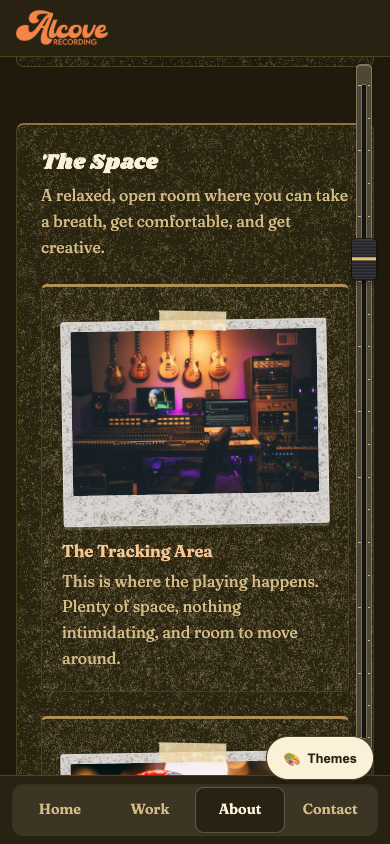 Alcove
RECORDING
The Space
A relaxed, open room where you can take
a breath, get comfortable, and get
creative.
The Tracking Area
This is where the playing happens.
Plenty of space, nothing
intimidating, and room to move
around.
Themes
Home
Work
About
Contact